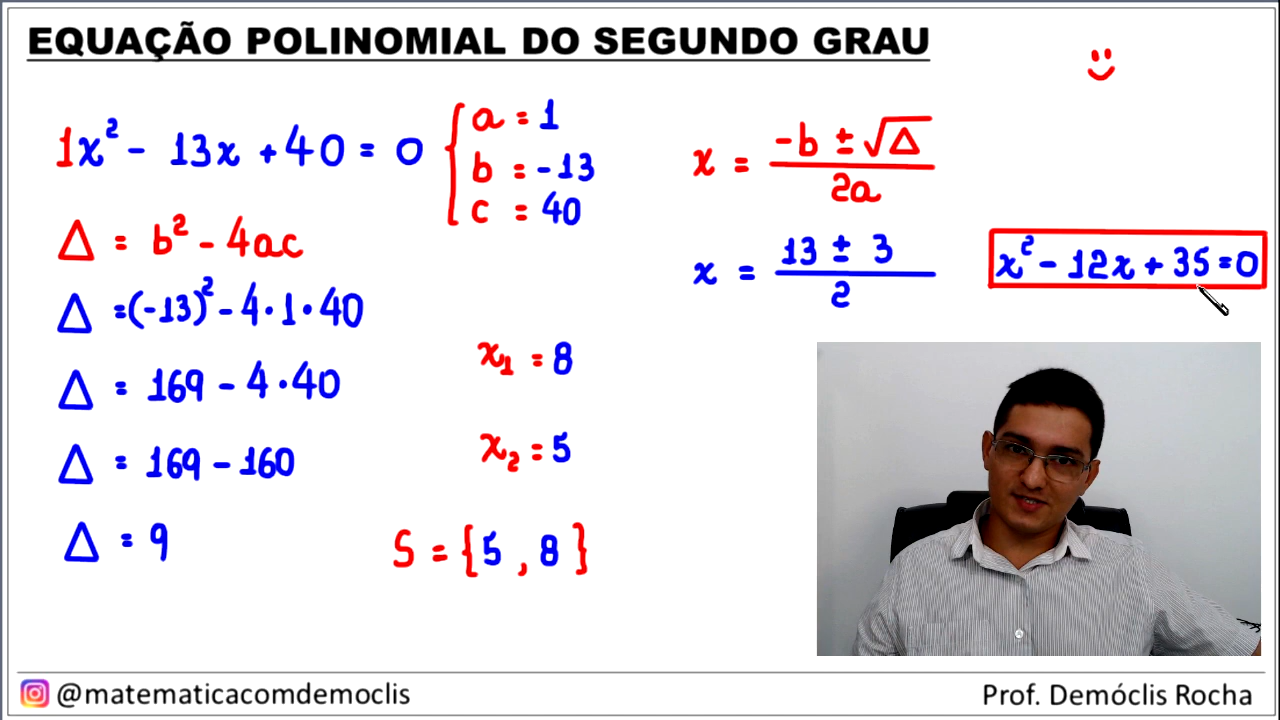 EQUAÇÃO POLINOMIAL DO SEGUNDO GRAU
1x² - 13x + 40 = 0
a = 1
b = -13
c = 40
Δ = b² - 4ac
Δ = (-13)² - 4·1·40
Δ = 169 - 4·40
Δ = 169 - 160
Δ = 9
x₁ = 8
x₂ = 5
S = {5, 8}
x = (-b ± √Δ)/2a
x = (13 ± 3)/2
x² - 12x + 35 = 0
@matematicacomdemoclis
Prof. Demóclis Rocha